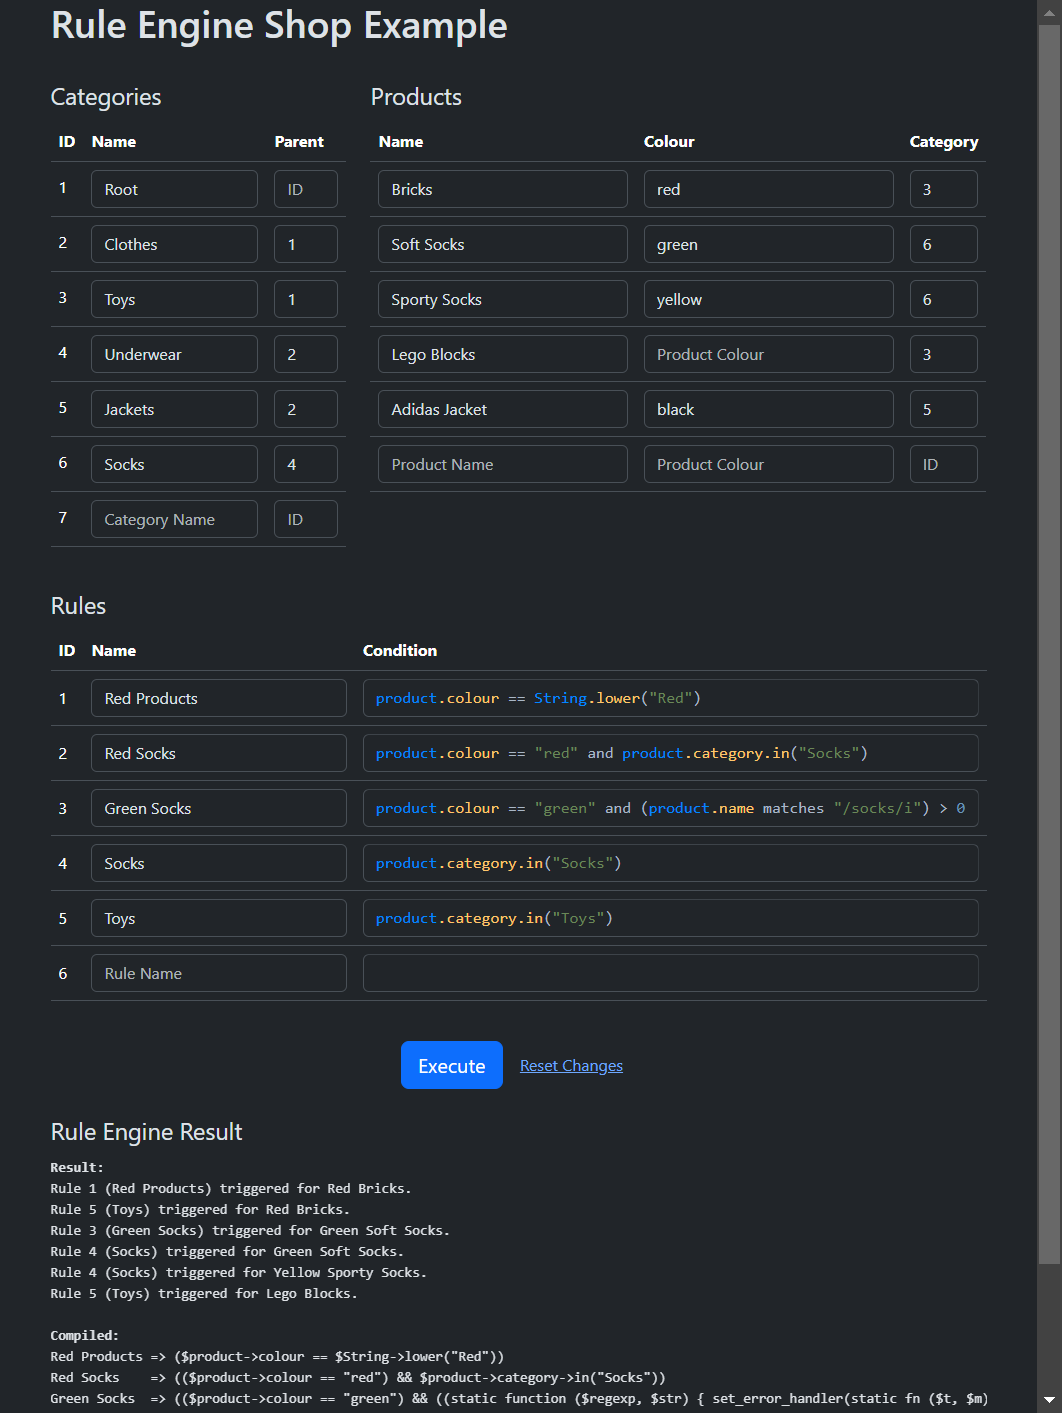 Rule Engine Shop Example
Categories
ID Name Parent
1 Root ID
2 Clothes 1
3 Toys 1
4 Underwear 2
5 Jackets 2
6 Socks 4
7 Category Name ID
Products
Name Colour Category
Bricks red 3
Soft Socks green 6
Sporty Socks yellow 6
Lego Blocks Product Colour 3
Adidas Jacket black 5
Product Name Product Colour ID
Rules
ID Name Condition
1 Red Products product.colour == String.lower("Red")
2 Red Socks product.colour == "red" and product.category.in("Socks")
3 Green Socks product.colour == "green" and (product.name matches "/socks/i") > 0
4 Socks product.category.in("Socks")
5 Toys product.category.in("Toys")
6 Rule Name
Execute Reset Changes
Rule Engine Result
Result:
Rule 1 (Red Products) triggered for Red Bricks.
Rule 5 (Toys) triggered for Red Bricks.
Rule 3 (Green Socks) triggered for Green Soft Socks.
Rule 4 (Socks) triggered for Green Soft Socks.
Rule 4 (Socks) triggered for Yellow Sporty Socks.
Rule 5 (Toys) triggered for Lego Blocks.
Compiled:
Red Products => ($product->colour == $String->lower("Red"))
Red Socks    => (($product->colour == "red") && $product->category->in("Socks"))
Green Socks  => (($product->colour == "green") && ((static function ($regexp, $str) { set_error_handler(static fn ($t, $m)